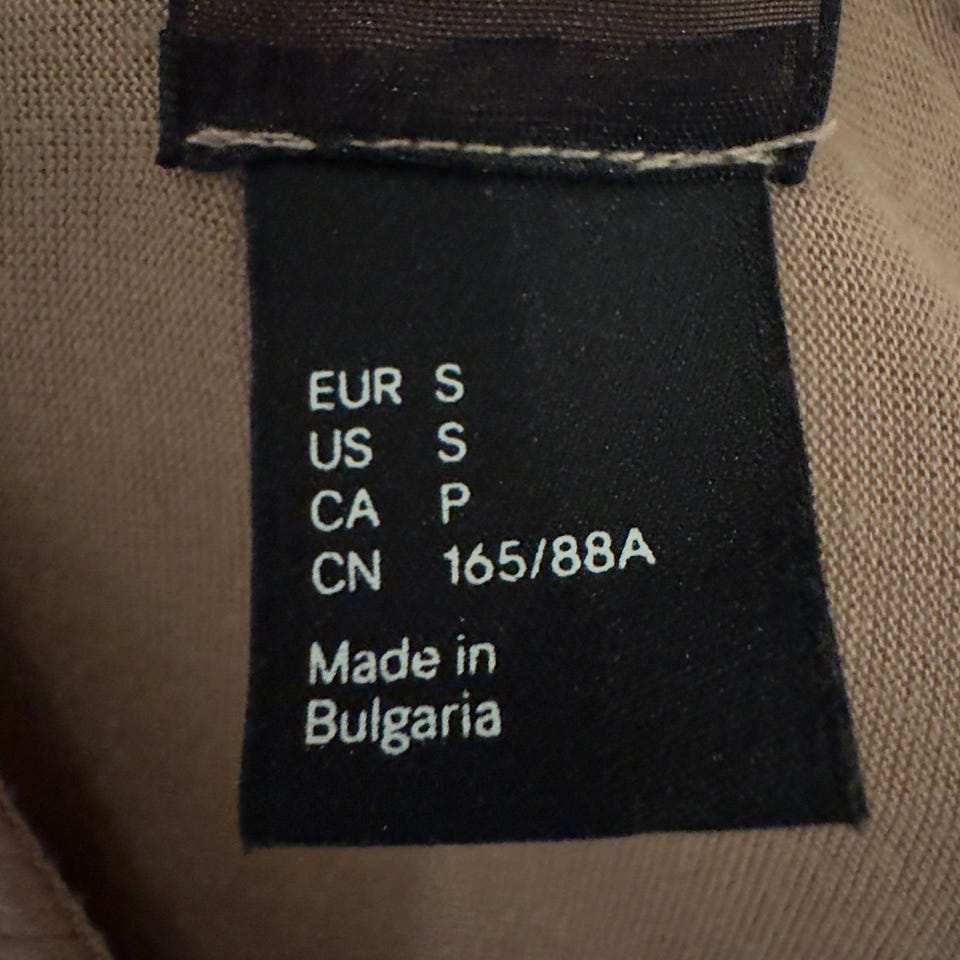 EUR S
US S
CA P
CN 165/88A
Made in
Bulgaria